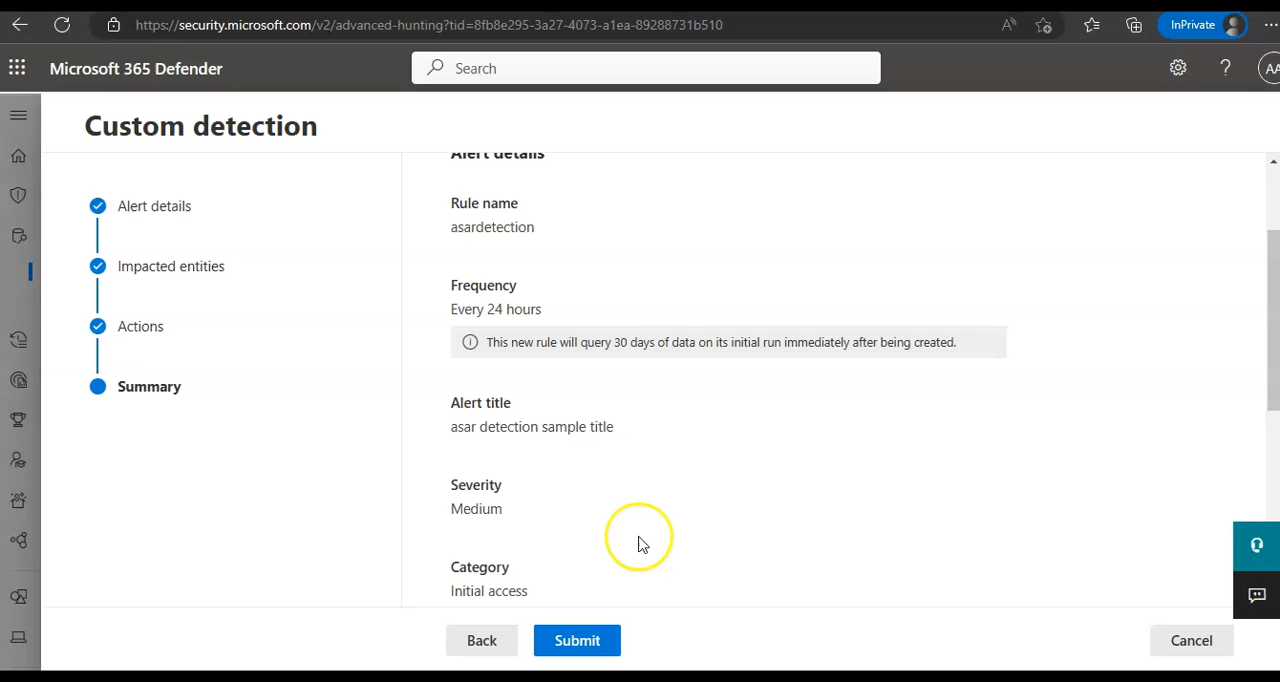 https://security.microsoft.com/v2/advanced-hunting?tid=8fb8e295-3a27-4073-a1ea-89288731b510
InPrivate
Microsoft 365 Defender
Search
AA
Custom detection
Alert details
Impacted entities
Actions
Summary
Alert details
Rule name
asardetection
Frequency
Every 24 hours
This new rule will query 30 days of data on its initial run immediately after being created.
Alert title
asar detection sample title
Severity
Medium
Category
Initial access
Back
Submit
Cancel